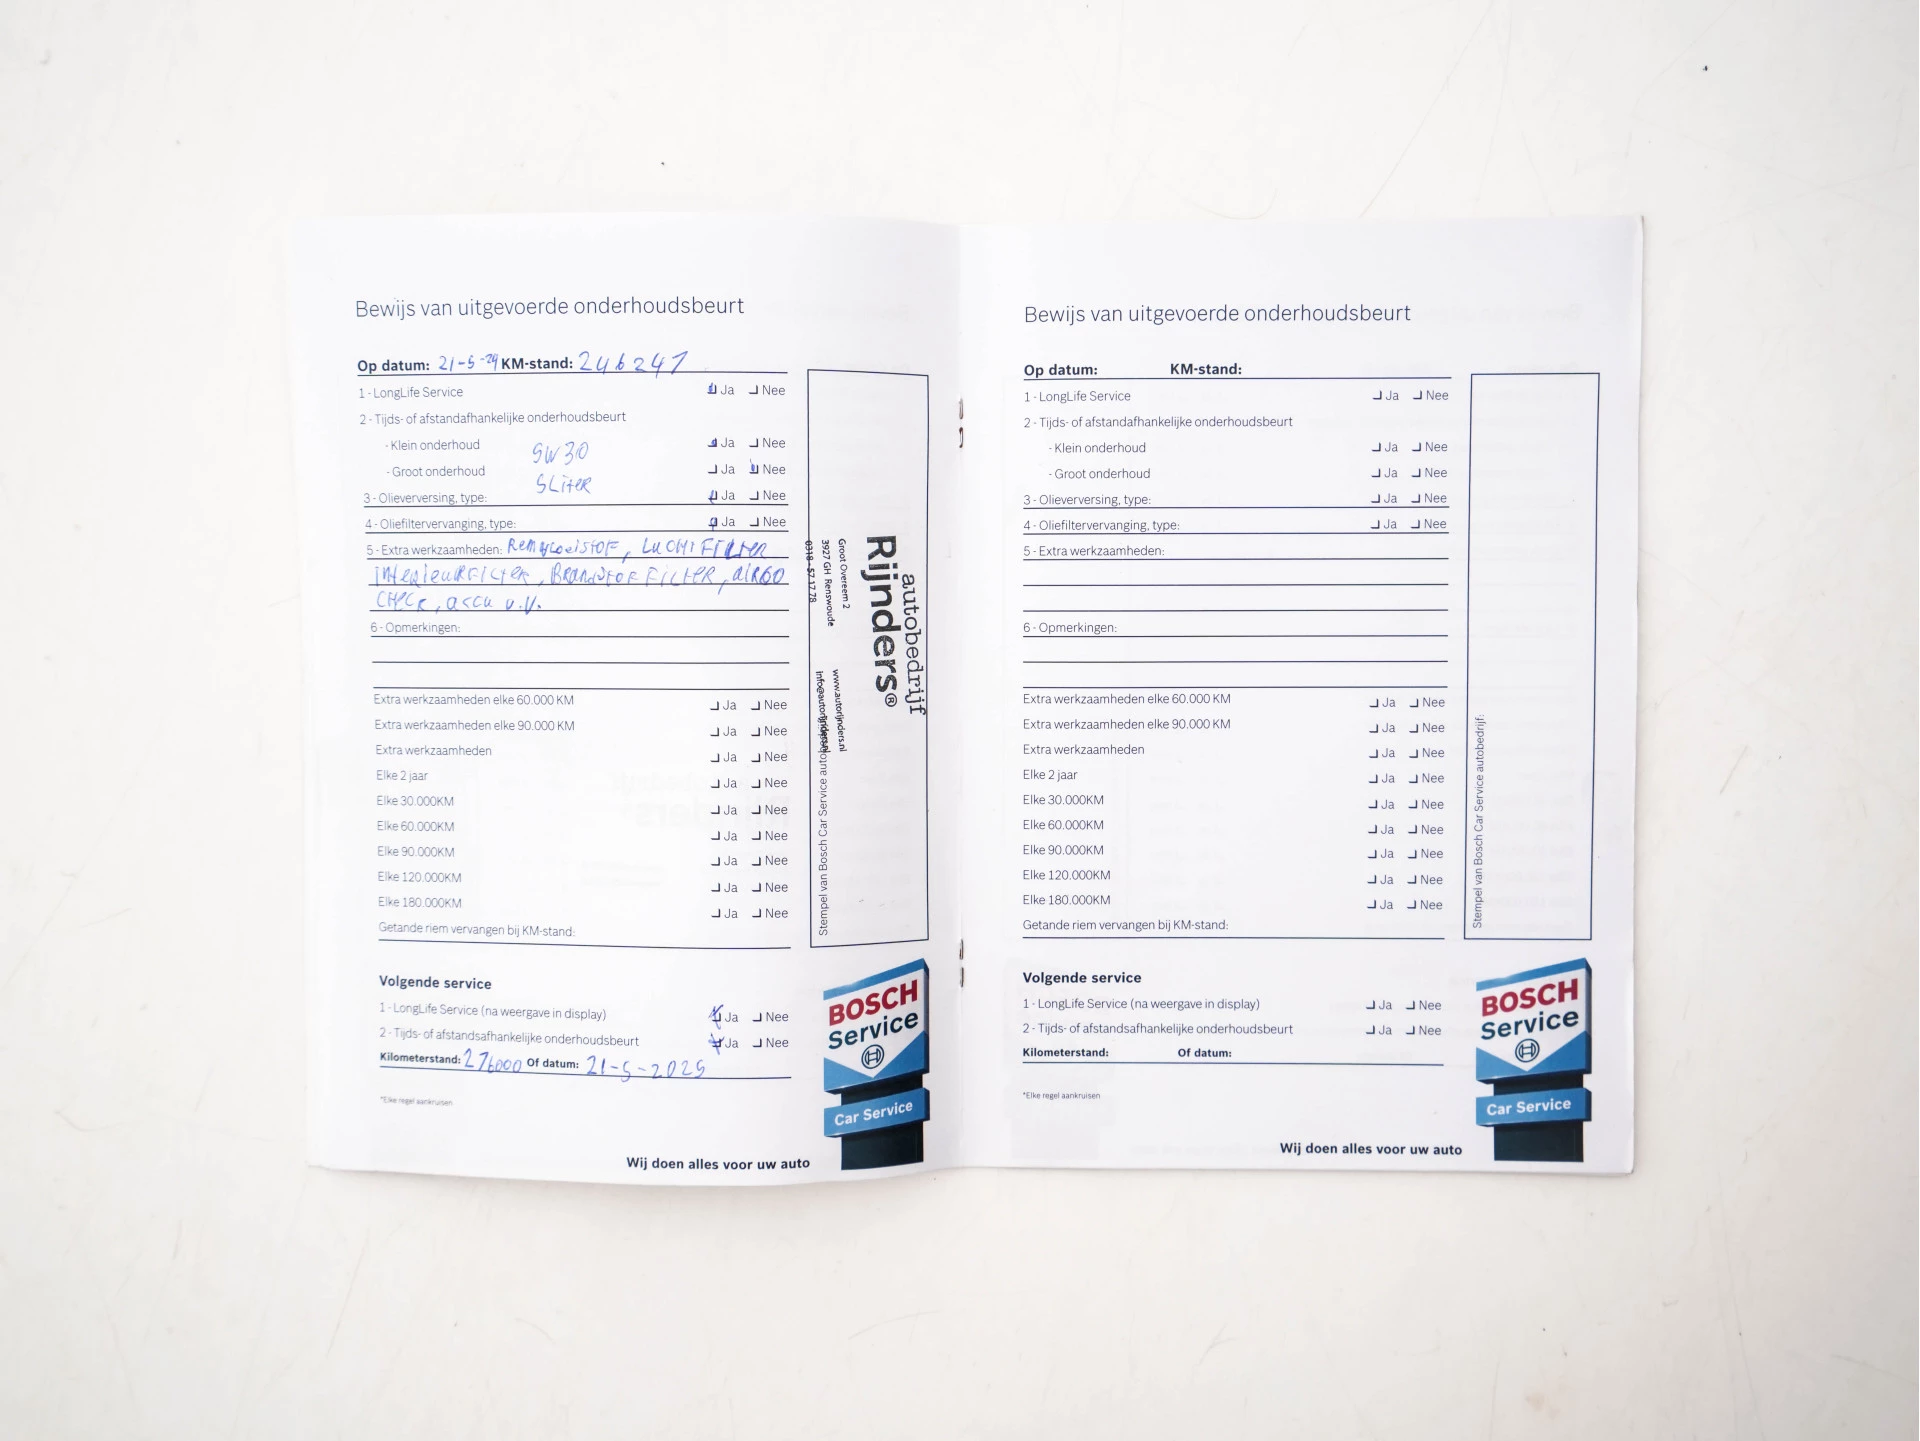 Bewijs van uitgevoerde onderhoudsbeurt
Op datum: 21-5-24 KM-stand: 246247
1 - LongLife Service Ja Nee
2 - Tijds- of afstandafhankelijke onderhoudsbeurt
- Klein onderhoud 5W30 Ja Nee
- Groot onderhoud Ja Nee
5 Liter
3 - Olieverversing, type: Ja Nee
4 - Oliefiltervervanging, type: Ja Nee
5 - Extra werkzaamheden: Remvloeistof, Luchtfilter
interieurfilter, Brandstof filter, airco
check, accu v.v.
6 - Opmerkingen:
Extra werkzaamheden elke 60.000 KM Ja Nee
Extra werkzaamheden elke 90.000 KM Ja Nee
Extra werkzaamheden Ja Nee
Elke 2 jaar Ja Nee
Elke 30.000KM Ja Nee
Elke 60.000KM Ja Nee
Elke 90.000KM Ja Nee
Elke 120.000KM Ja Nee
Elke 180.000KM Ja Nee
Getande riem vervangen bij KM-stand:
autobedrijf
Rijnders®
Groot Overeem 2
3927 GH Renswoude
0318 - 57 17 78
www.autorijnders.nl
info@autorijnders.nl
Stempel van Bosch Car Service autobedrijf:
Volgende service
1 - LongLife Service (na weergave in display) Ja Nee
2 - Tijds- of afstandsafhankelijke onderhoudsbeurt Ja Nee
Kilometerstand: 276000 Of datum: 21-5-2025
*Elke regel aankruisen
BOSCH
Service
Car Service
Wij doen alles voor uw auto
Bewijs van uitgevoerde onderhoudsbeurt
Op datum: KM-stand:
1 - LongLife Service Ja Nee
2 - Tijds- of afstandafhankelijke onderhoudsbeurt
- Klein onderhoud Ja Nee
- Groot onderhoud Ja Nee
3 - Olieverversing, type: Ja Nee
4 - Oliefiltervervanging, type: Ja Nee
5 - Extra werkzaamheden:
6 - Opmerkingen:
Extra werkzaamheden elke 60.000 KM Ja Nee
Extra werkzaamheden elke 90.000 KM Ja Nee
Extra werkzaamheden Ja Nee
Elke 2 jaar Ja Nee
Elke 30.000KM Ja Nee
Elke 60.000KM Ja Nee
Elke 90.000KM Ja Nee
Elke 120.000KM Ja Nee
Elke 180.000KM Ja Nee
Getande riem vervangen bij KM-stand:
Stempel van Bosch Car Service autobedrijf:
Volgende service
1 - LongLife Service (na weergave in display) Ja Nee
2 - Tijds- of afstandsafhankelijke onderhoudsbeurt Ja Nee
Kilometerstand: Of datum:
*Elke regel aankruisen
BOSCH
Service
Car Service
Wij doen alles voor uw auto